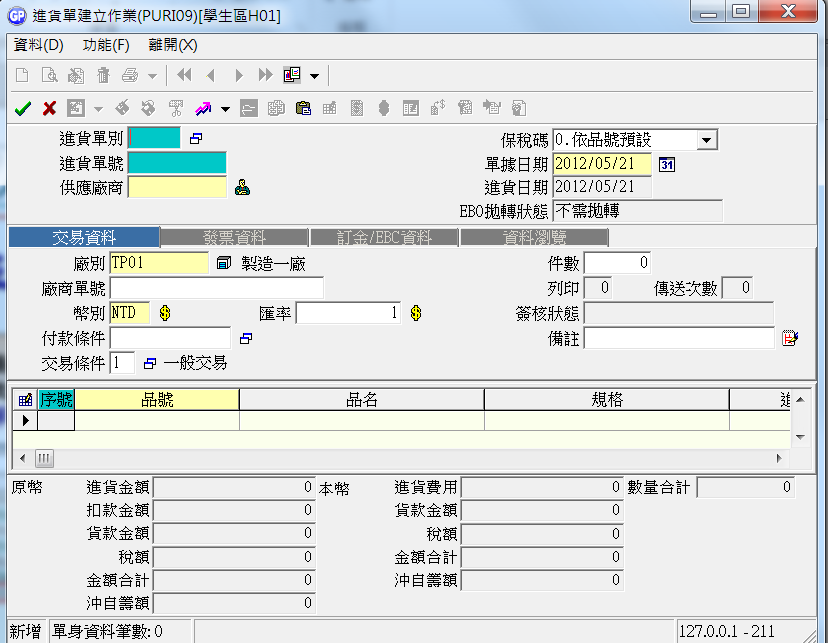 GP 進貨單建立作業(PURI09)[學生區H01]
資料(D) 功能(F) 離開(X)
進貨單別 保稅碼 0.依品號預設
進貨單號 單據日期 2012/05/21 31
供應廠商 進貨日期 2012/05/21
EBO拋轉狀態 不需拋轉
交易資料 發票資料 訂金/EBC資料 資料瀏覽
廠別 TP01 製造一廠 件數 0
廠商單號 列印 0 傳送次數 0
幣別 NTD 匯率 1 簽核狀態
付款條件 備註
交易條件 1 一般交易
序號 品號 品名 規格 進
原幣 進貨金額 0 本幣 進貨費用 0 數量合計 0
扣款金額 0 貨款金額 0
貨款金額 0 稅額 0
稅額 0 金額合計 0
金額合計 0 沖自籌額 0
沖自籌額 0
新增 單身資料筆數: 0 127.0.0.1 - 211